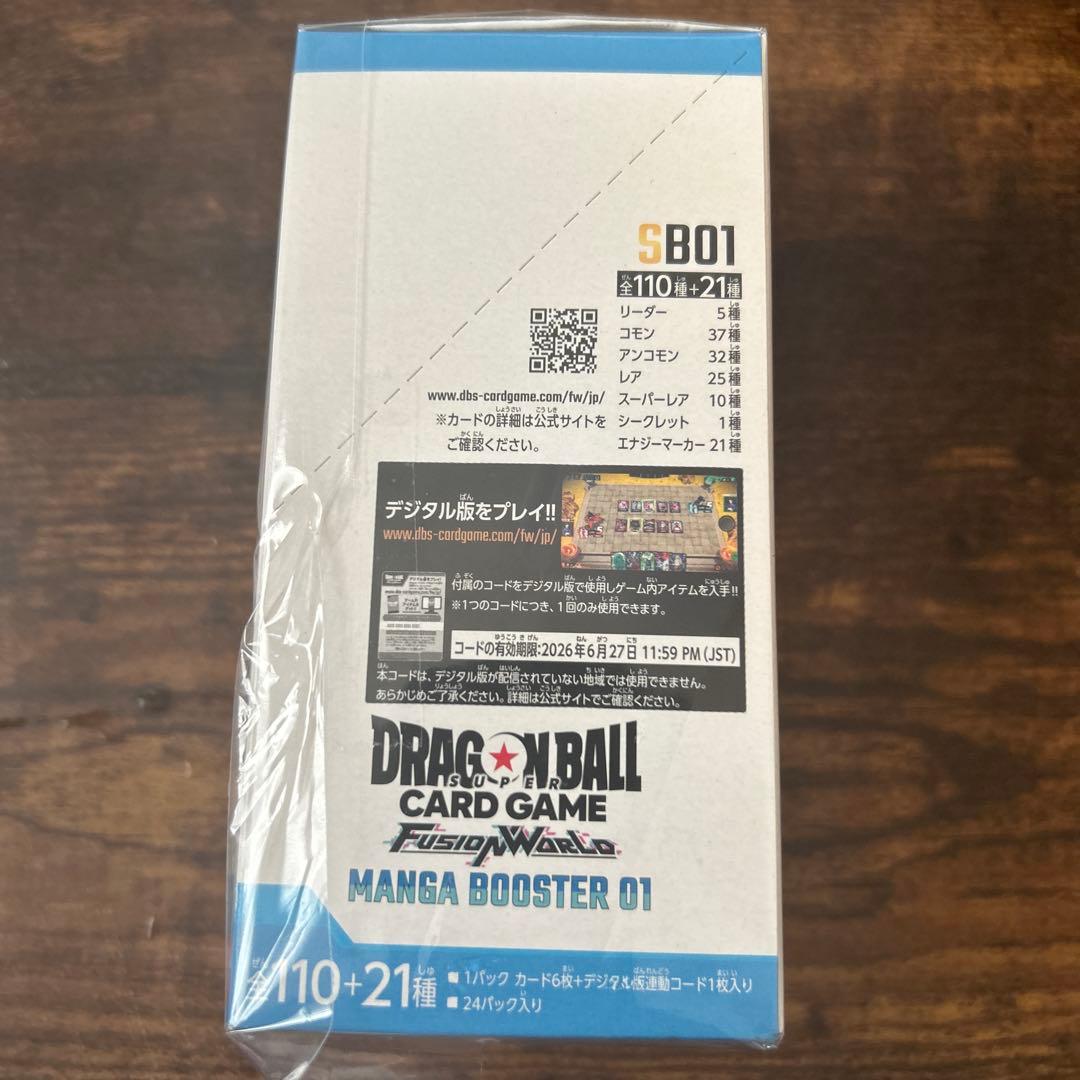 SB01
全110種+21種
リーダー 5種
コモン 37種
アンコモン 32種
レア 25種
スーパーレア 10種
シークレット 1種
エナジーマーカー 21種
www.dbs-cardgame.com/fw/jp/
※カードの詳細は公式サイトを
ご確認ください。
デジタル版をプレイ!!
www.dbs-cardgame.com/fw/jp/
付属のコードをデジタル版で使用しゲーム内アイテムを入手!!
※1つのコードにつき、1回のみ使用できます。
コードの有効期限:2026年6月27日 11:59 PM (JST)
本コードは、デジタル版が配信されていない地域では使用できません。
あらかじめご了承ください。詳細は公式サイトでご確認ください。
DRAGON BALL
SUPER
CARD GAME
FUSION WORLD
MANGA BOOSTER 01
全110+21種
■ 1パック カード6枚+デジタル版連動コード1枚入り
■ 24パック入り